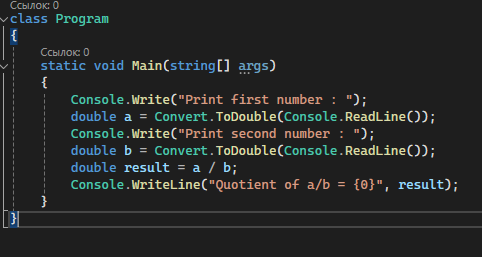 Ссылок: 0
class Program
{
Ссылок: 0
static void Main(string[] args)
{
Console.Write("Print first number : ");
double a = Convert.ToDouble(Console.ReadLine());
Console.Write("Print second number : ");
double b = Convert.ToDouble(Console.ReadLine());
double result = a / b;
Console.WriteLine("Quotient of a/b = {0}", result);
}
}